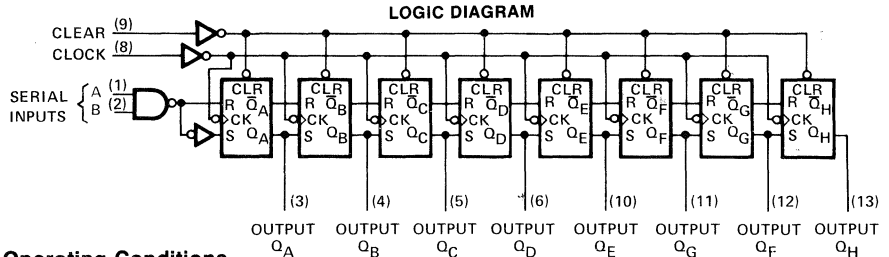 LOGIC DIAGRAM
CLEAR (9)
CLOCK (8)
SERIAL INPUTS { A (1)
B (2)
CLR CLR CLR CLR CLR CLR CLR CLR
R Q̅A R Q̅B R Q̅C R Q̅D R Q̅E R Q̅F R Q̅G R Q̅H
CK CK CK CK CK CK CK CK
S QA S QB S QC S QD S QE S QF S QG S QH
(3) (4) (5) (6) (10) (11) (12) (13)
OUTPUT OUTPUT OUTPUT OUTPUT OUTPUT OUTPUT OUTPUT OUTPUT
QA QB QC QD QE QG QF QH
Operating Conditions